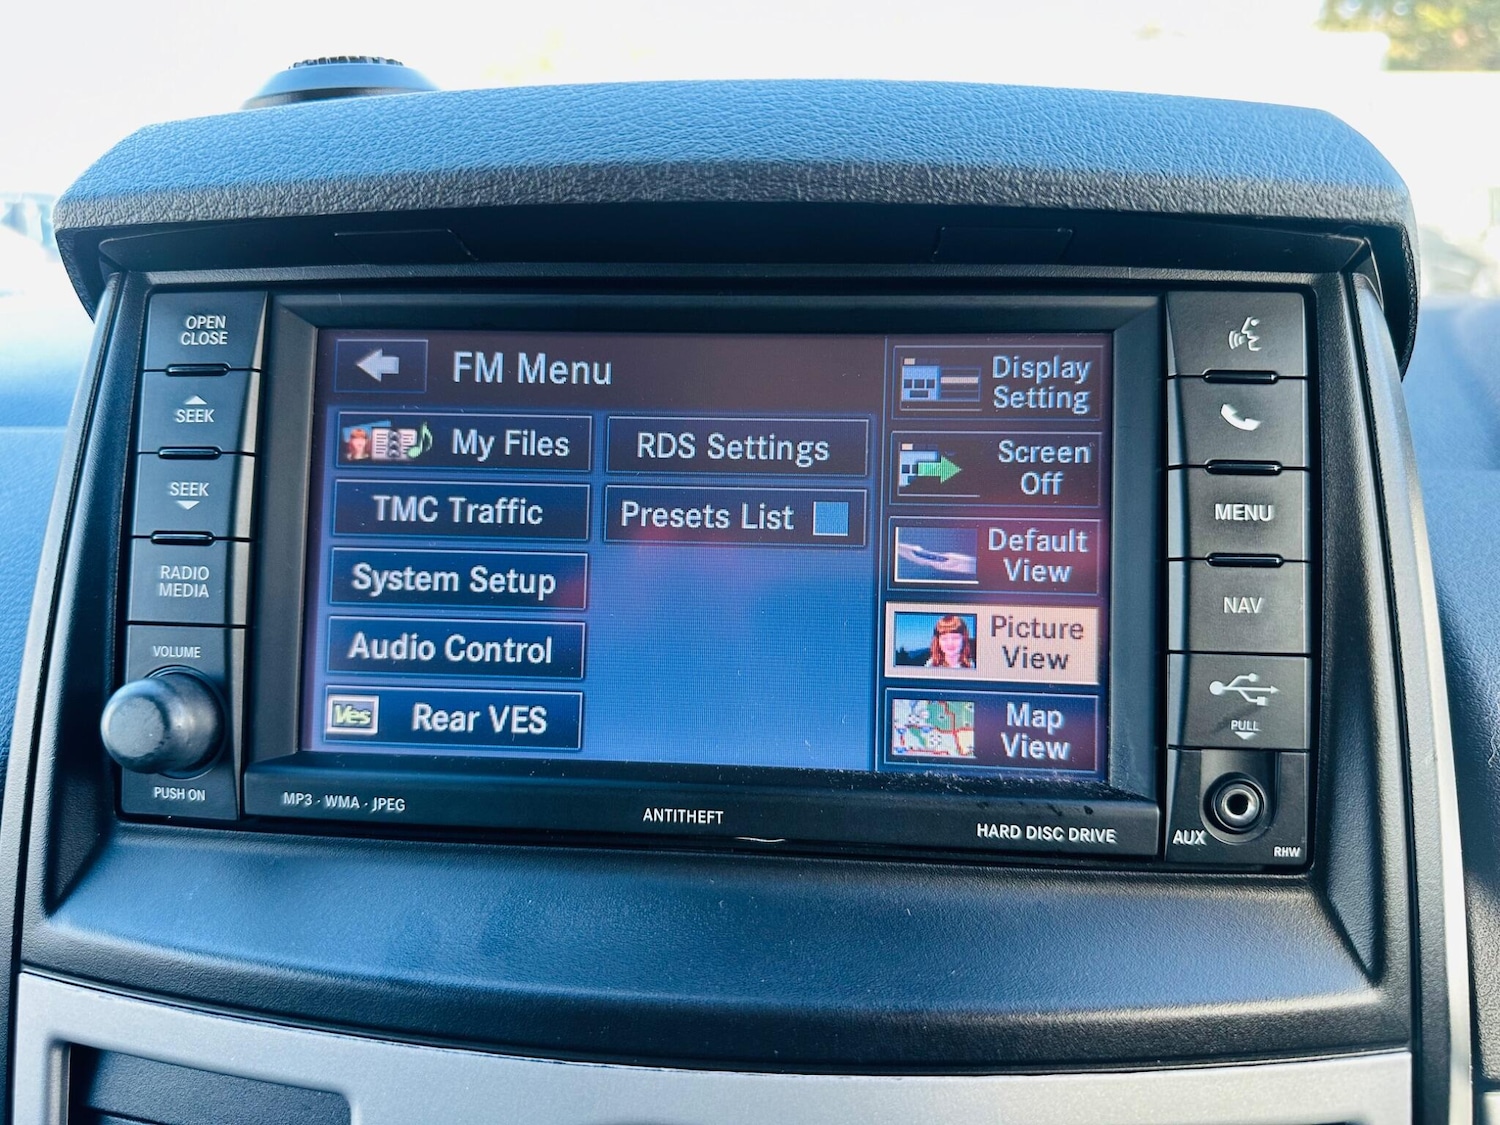 OPEN
CLOSE
SEEK
SEEK
RADIO
MEDIA
VOLUME
PUSH ON
FM Menu
My Files
RDS Settings
TMC Traffic
Presets List
System Setup
Audio Control
Ves
Rear VES
Display
Setting
Screen
Off
Default
View
Picture
View
Map
View
MENU
NAV
PULL
AUX
RHW
MP3 · WMA · JPEG
ANTITHEFT
HARD DISC DRIVE